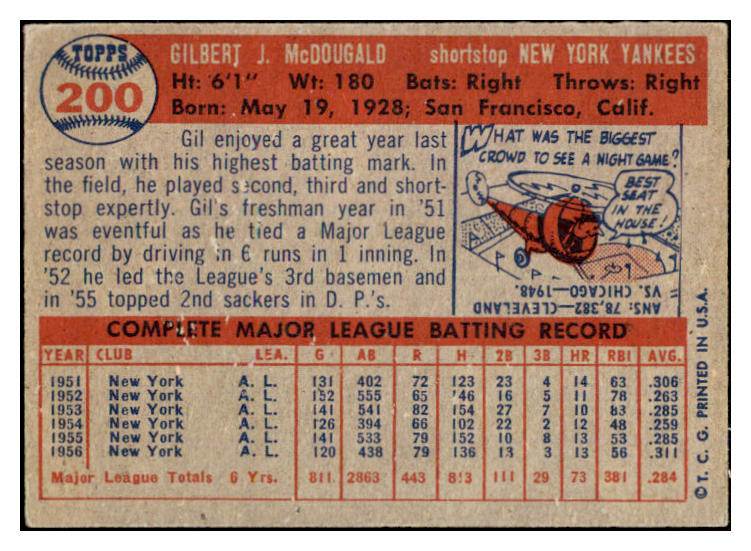 TOPPS
200
GILBERT J. McDOUGALD shortstop NEW YORK YANKEES
Ht: 6'1" Wt: 180 Bats: Right Throws: Right
Born: May 19, 1928; San Francisco, Calif.
Gil enjoyed a great year last
season with his highest batting mark. In
the field, he played second, third and short-
stop expertly. Gil's freshman year in '51
was eventful as he tied a Major League
record by driving in 6 runs in 1 inning. In
'52 he led the League's 3rd basemen and
in '55 topped 2nd sackers in D. P.'s.
WHAT WAS THE BIGGEST
CROWD TO SEE A NIGHT GAME?
BEST
SEAT
IN THE
HOUSE!
ANS: 78,382—CLEVELAND
VS. CHICAGO—1948.
COMPLETE MAJOR LEAGUE BATTING RECORD
YEAR CLUB LEA. G AB R H 2B 3B HR RBI AVG.
1951 New York A. L. 131 402 72 123 23 4 14 63 .306
1952 New York A. L. 152 555 65 146 16 5 11 78 .263
1953 New York A. L. 141 541 82 154 27 7 10 83 .285
1954 New York A. L. 126 394 66 102 22 2 12 48 .259
1955 New York A. L. 141 533 79 152 10 8 13 53 .285
1956 New York A. L. 120 438 79 136 13 3 13 56 .311
Major League Totals 6 Yrs. 811 2863 443 813 111 29 73 381 .284
© T. C. G. PRINTED IN U.S.A.